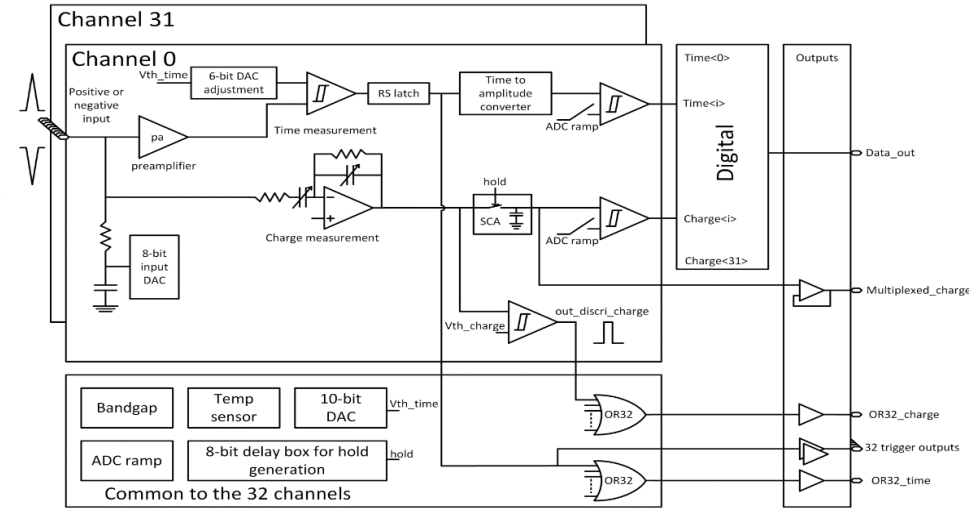 Channel 31
Channel 0
Positive or
negative
input
Vth_time
6-bit DAC
adjustment
RS latch
Time to
amplitude
converter
ADC ramp
Time measurement
pa
preamplifier
Charge measurement
hold
SCA
ADC ramp
8-bit
input
DAC
Vth_charge
out_discri_charge
Time<0>
Time<i>
Digital
Charge<i>
Charge<31>
Outputs
Data_out
Multiplexed_charge
OR32_charge
32 trigger outputs
OR32_time
Bandgap
Temp
sensor
10-bit
DAC
Vth_time
OR32
ADC ramp
8-bit delay box for hold
generation
hold
OR32
Common to the 32 channels